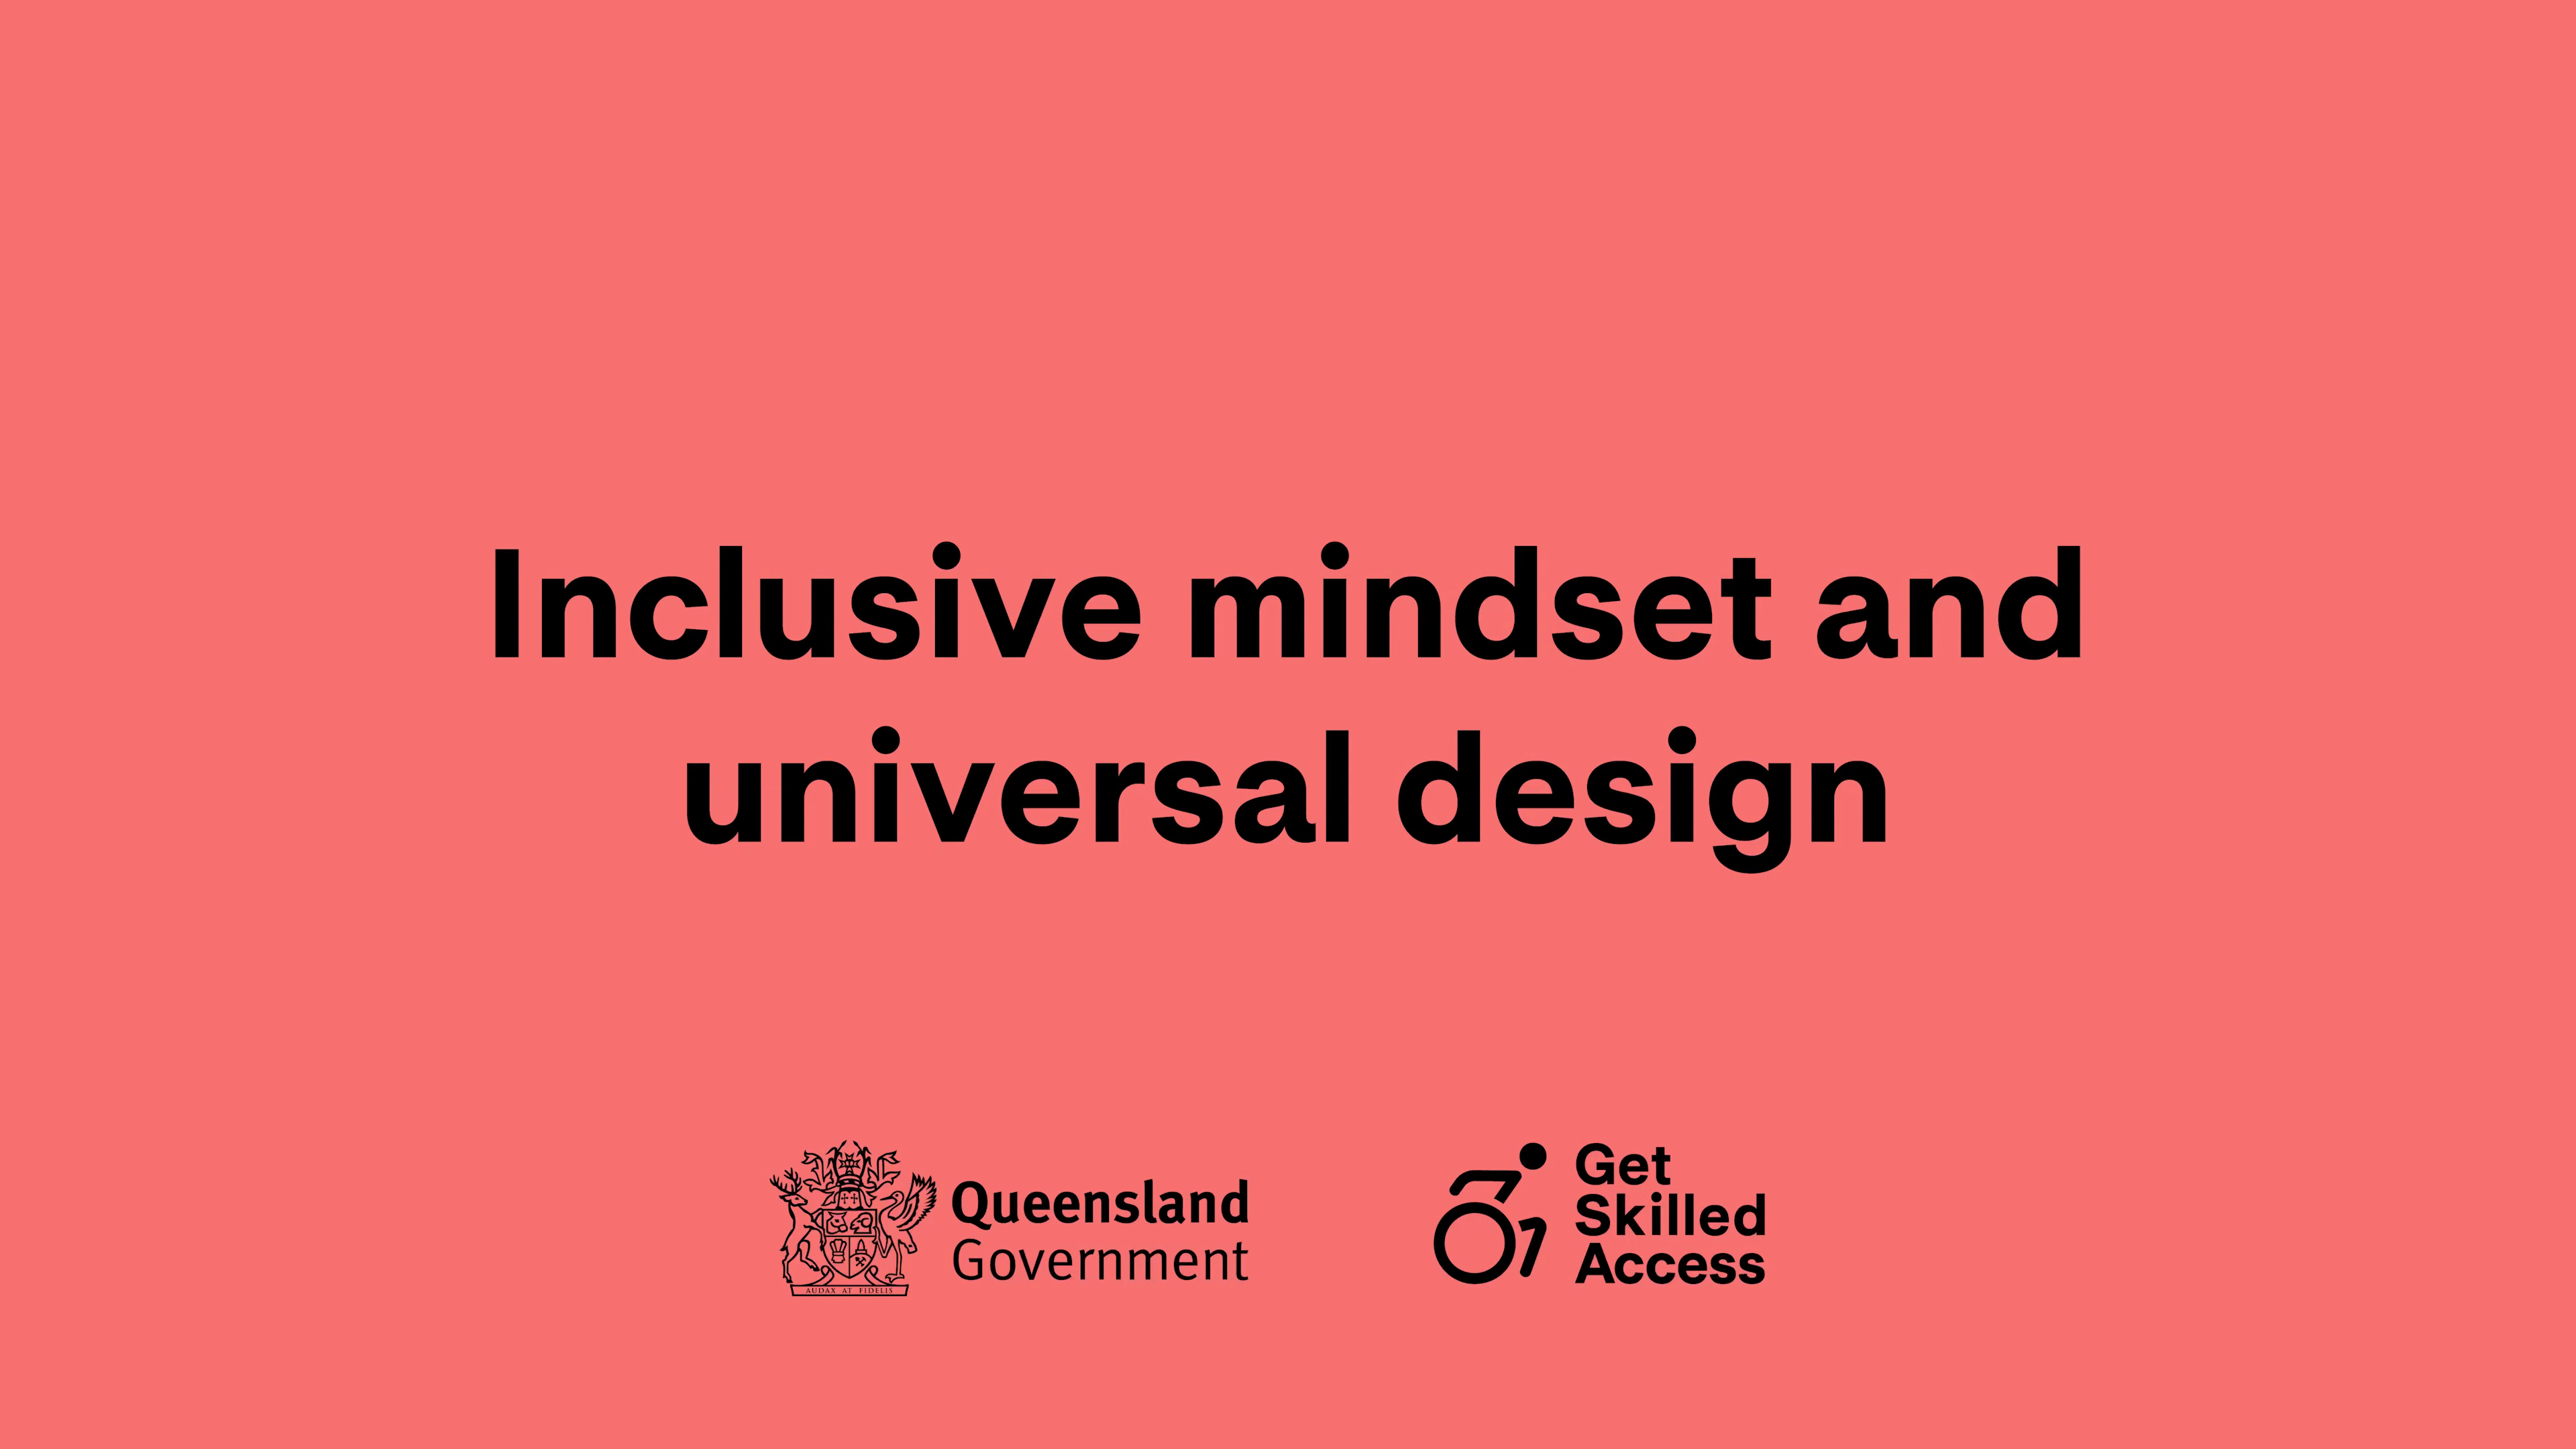 Inclusive mindset and
universal design
AUDAX AT FIDELIS
Queensland
Government
Get
Skilled
Access